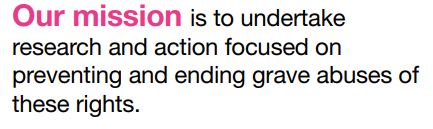 Our mission is to undertake
research and action focused on
preventing and ending grave abuses of
these rights.